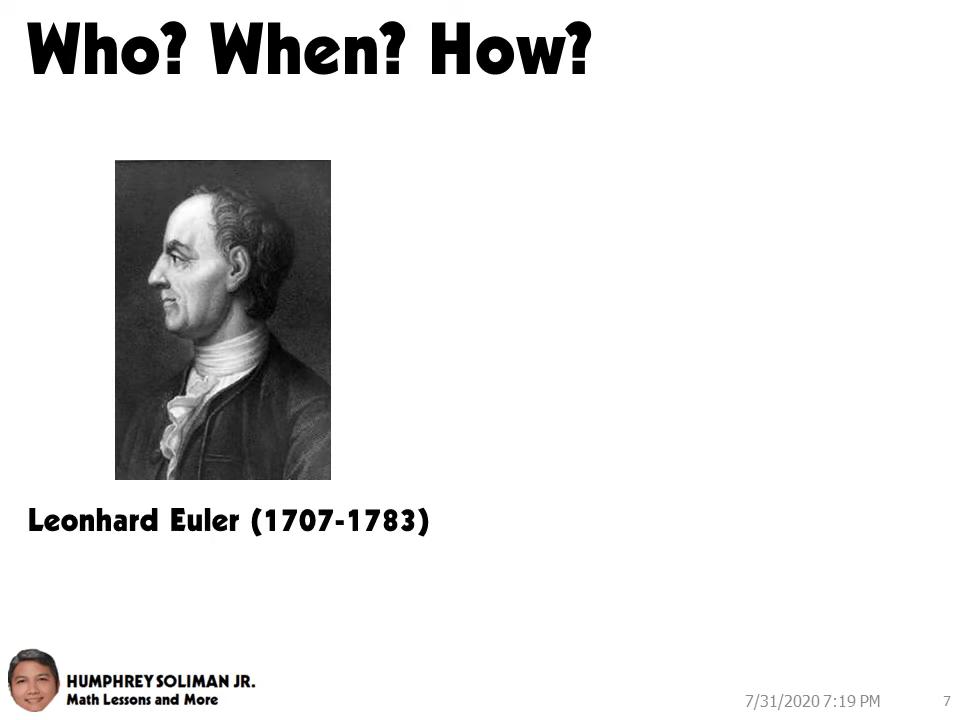 Who? When? How?
Leonhard Euler (1707-1783)
HUMPHREY SOLIMAN JR.
Math Lessons and More
7/31/2020 7:19 PM
7